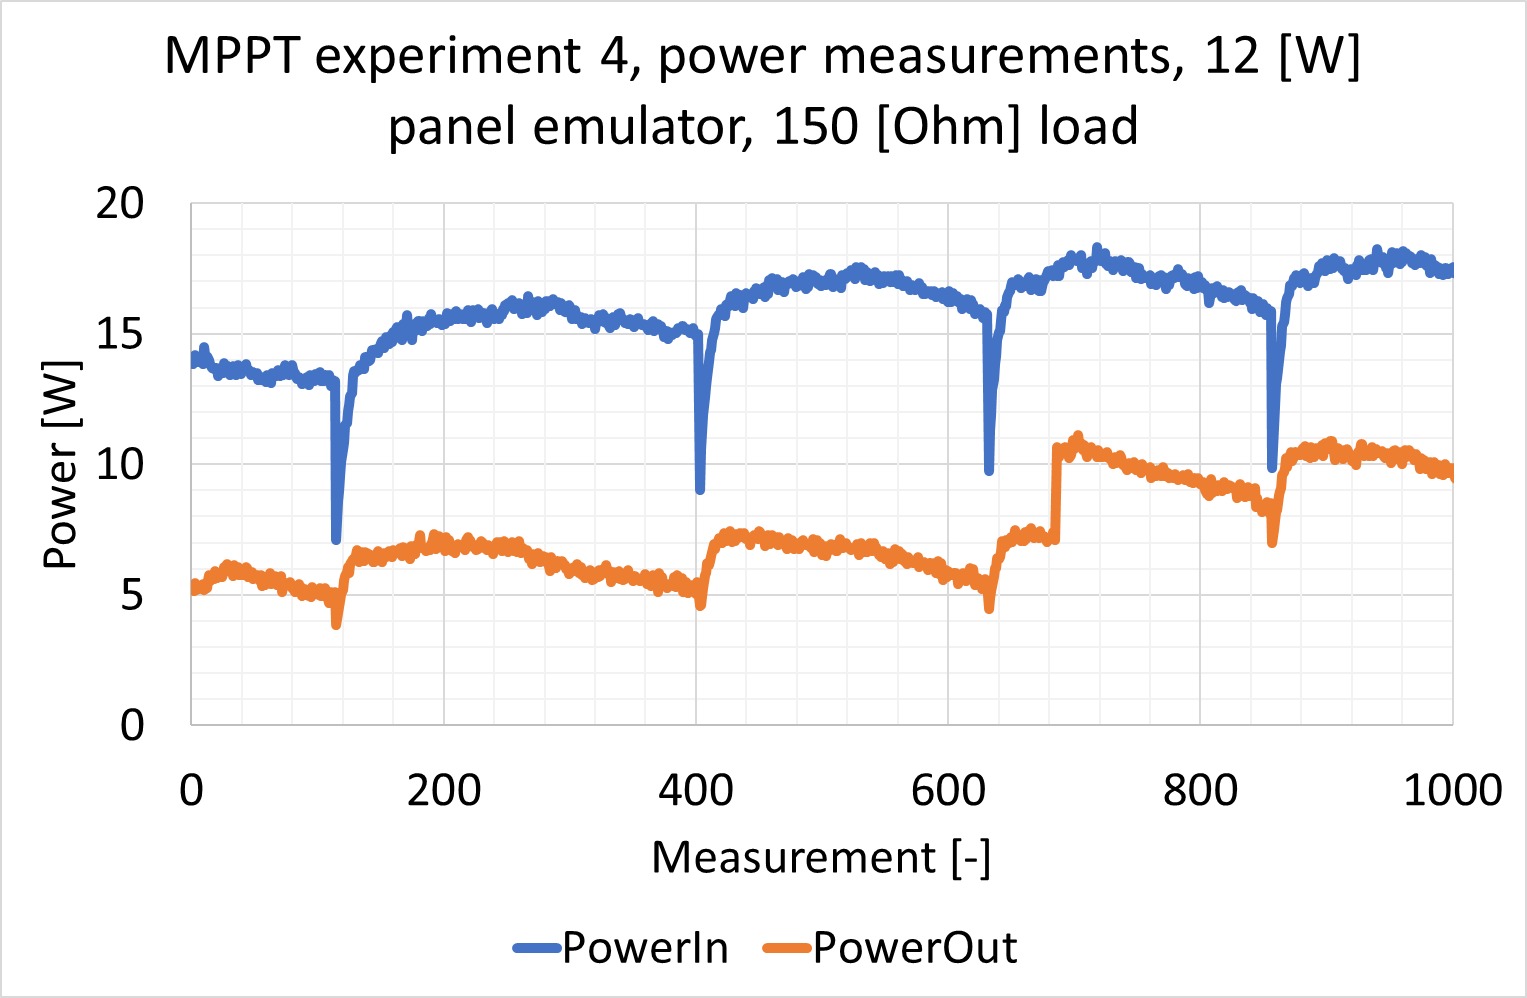 MPPT experiment 4, power measurements, 12 [W]
panel emulator, 150 [Ohm] load
20
15
10
5
0
Power [W]
0 200 400 600 800 1000
Measurement [-]
PowerIn PowerOut